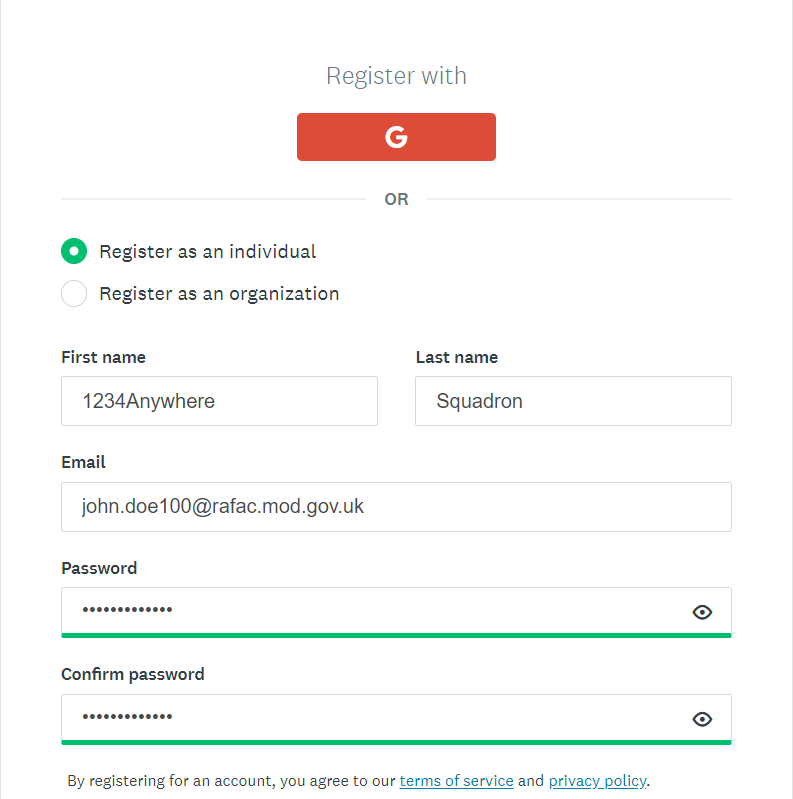 Register with
G
OR
Register as an individual
Register as an organization
First name Last name
1234Anywhere Squadron
Email
john.doe100@rafac.mod.gov.uk
Password
•••••••••••••
Confirm password
•••••••••••••
By registering for an account, you agree to our terms of service and privacy policy.